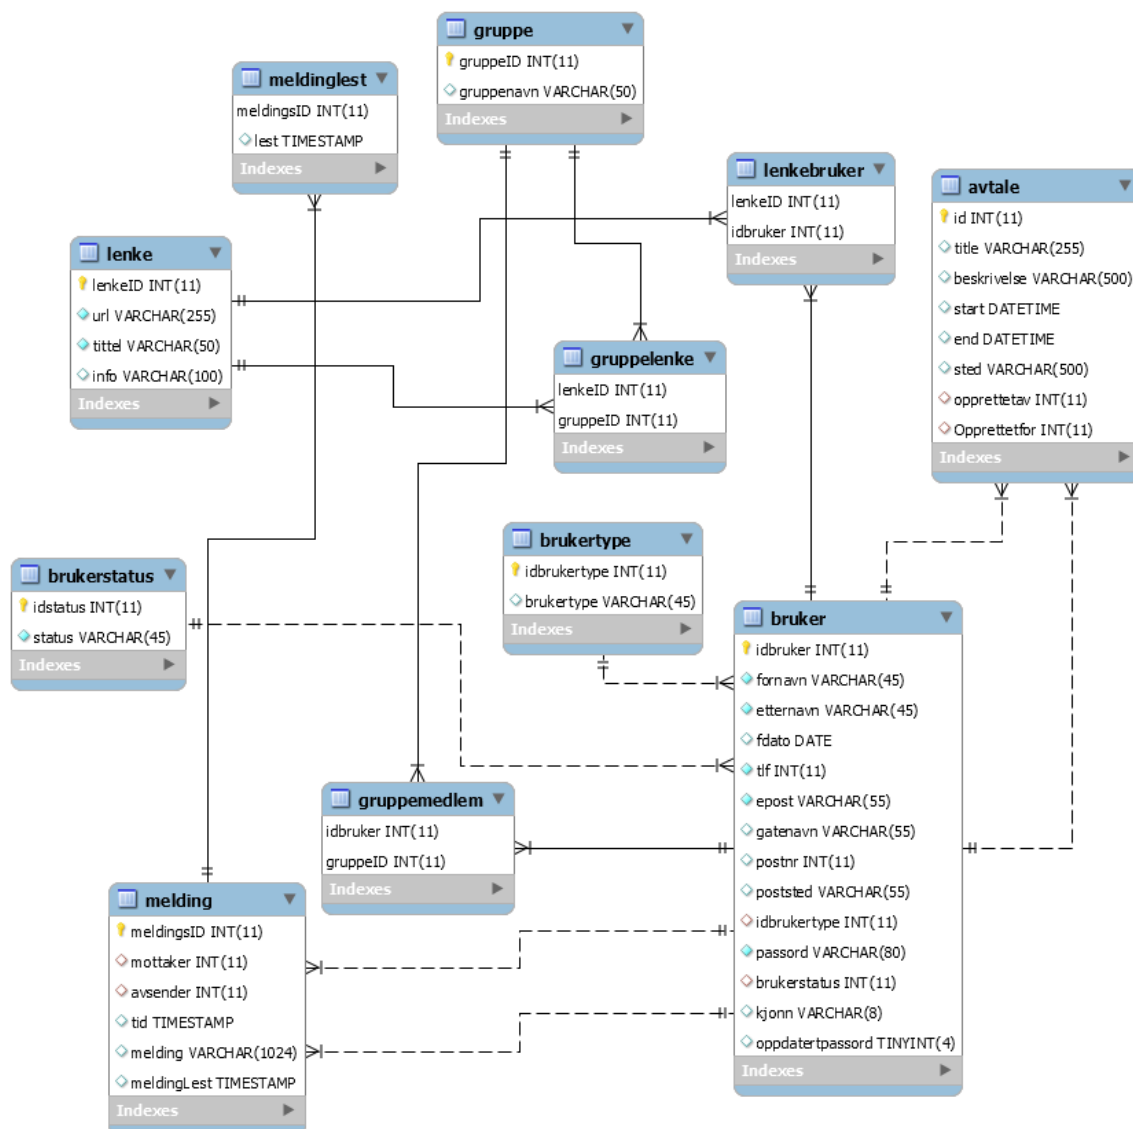 gruppe
gruppeID INT(11)
gruppenavn VARCHAR(50)
Indexes
meldinglest
meldingsID INT(11)
lest TIMESTAMP
Indexes
lenkebruker
lenkeID INT(11)
idbruker INT(11)
Indexes
avtale
id INT(11)
title VARCHAR(255)
beskrivelse VARCHAR(500)
start DATETIME
end DATETIME
sted VARCHAR(500)
opprettetav INT(11)
Opprettetfor INT(11)
Indexes
lenke
lenkeID INT(11)
url VARCHAR(255)
tittel VARCHAR(50)
info VARCHAR(100)
Indexes
gruppelenke
lenkeID INT(11)
gruppeID INT(11)
Indexes
brukertype
idbrukertype INT(11)
brukertype VARCHAR(45)
Indexes
brukerstatus
idstatus INT(11)
status VARCHAR(45)
Indexes
bruker
idbruker INT(11)
fornavn VARCHAR(45)
etternavn VARCHAR(45)
fdato DATE
tlf INT(11)
epost VARCHAR(55)
gatenavn VARCHAR(55)
postnr INT(11)
poststed VARCHAR(55)
idbrukertype INT(11)
passord VARCHAR(80)
brukerstatus INT(11)
kjonn VARCHAR(8)
oppdatertpassord TINYINT(4)
Indexes
gruppemedlem
idbruker INT(11)
gruppeID INT(11)
Indexes
melding
meldingsID INT(11)
mottaker INT(11)
avsender INT(11)
tid TIMESTAMP
melding VARCHAR(1024)
meldingLest TIMESTAMP
Indexes